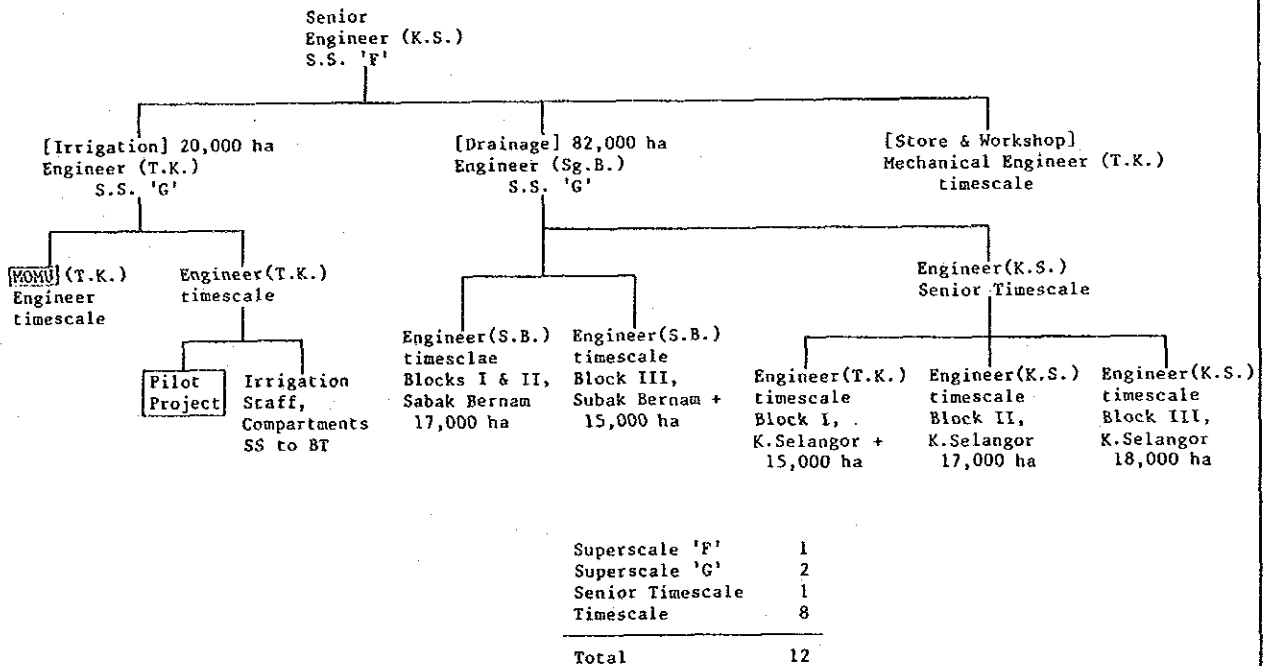 Senior
Engineer (K.S.)
S.S. 'F'
[Irrigation] 20,000 ha
Engineer (T.K.)
S.S. 'G'
[Drainage] 82,000 ha
Engineer (Sg.B.)
S.S. 'G'
[Store & Workshop]
Mechanical Engineer (T.K.)
timescale
MOMU (T.K.)
Engineer
timescale
Engineer(T.K.)
timescale
Pilot
Project
Irrigation
Staff,
Compartments
SS to BT
Engineer(S.B.)
timesclae
Blocks I & II,
Sabak Bernam
17,000 ha
Engineer(S.B.)
timescale
Block III,
Subak Bernam +
15,000 ha
Engineer(K.S.)
Senior Timescale
Engineer(T.K.)
timescale
Block I, .
K.Selangor +
15,000 ha
Engineer(K.S.)
timescale
Block II,
K.Selangor
17,000 ha
Engineer(K.S.)
timescale
Block III,
K.Selangor
18,000 ha
Superscale 'F' 1
Superscale 'G' 2
Senior Timescale 1
Timescale 8
Total 12